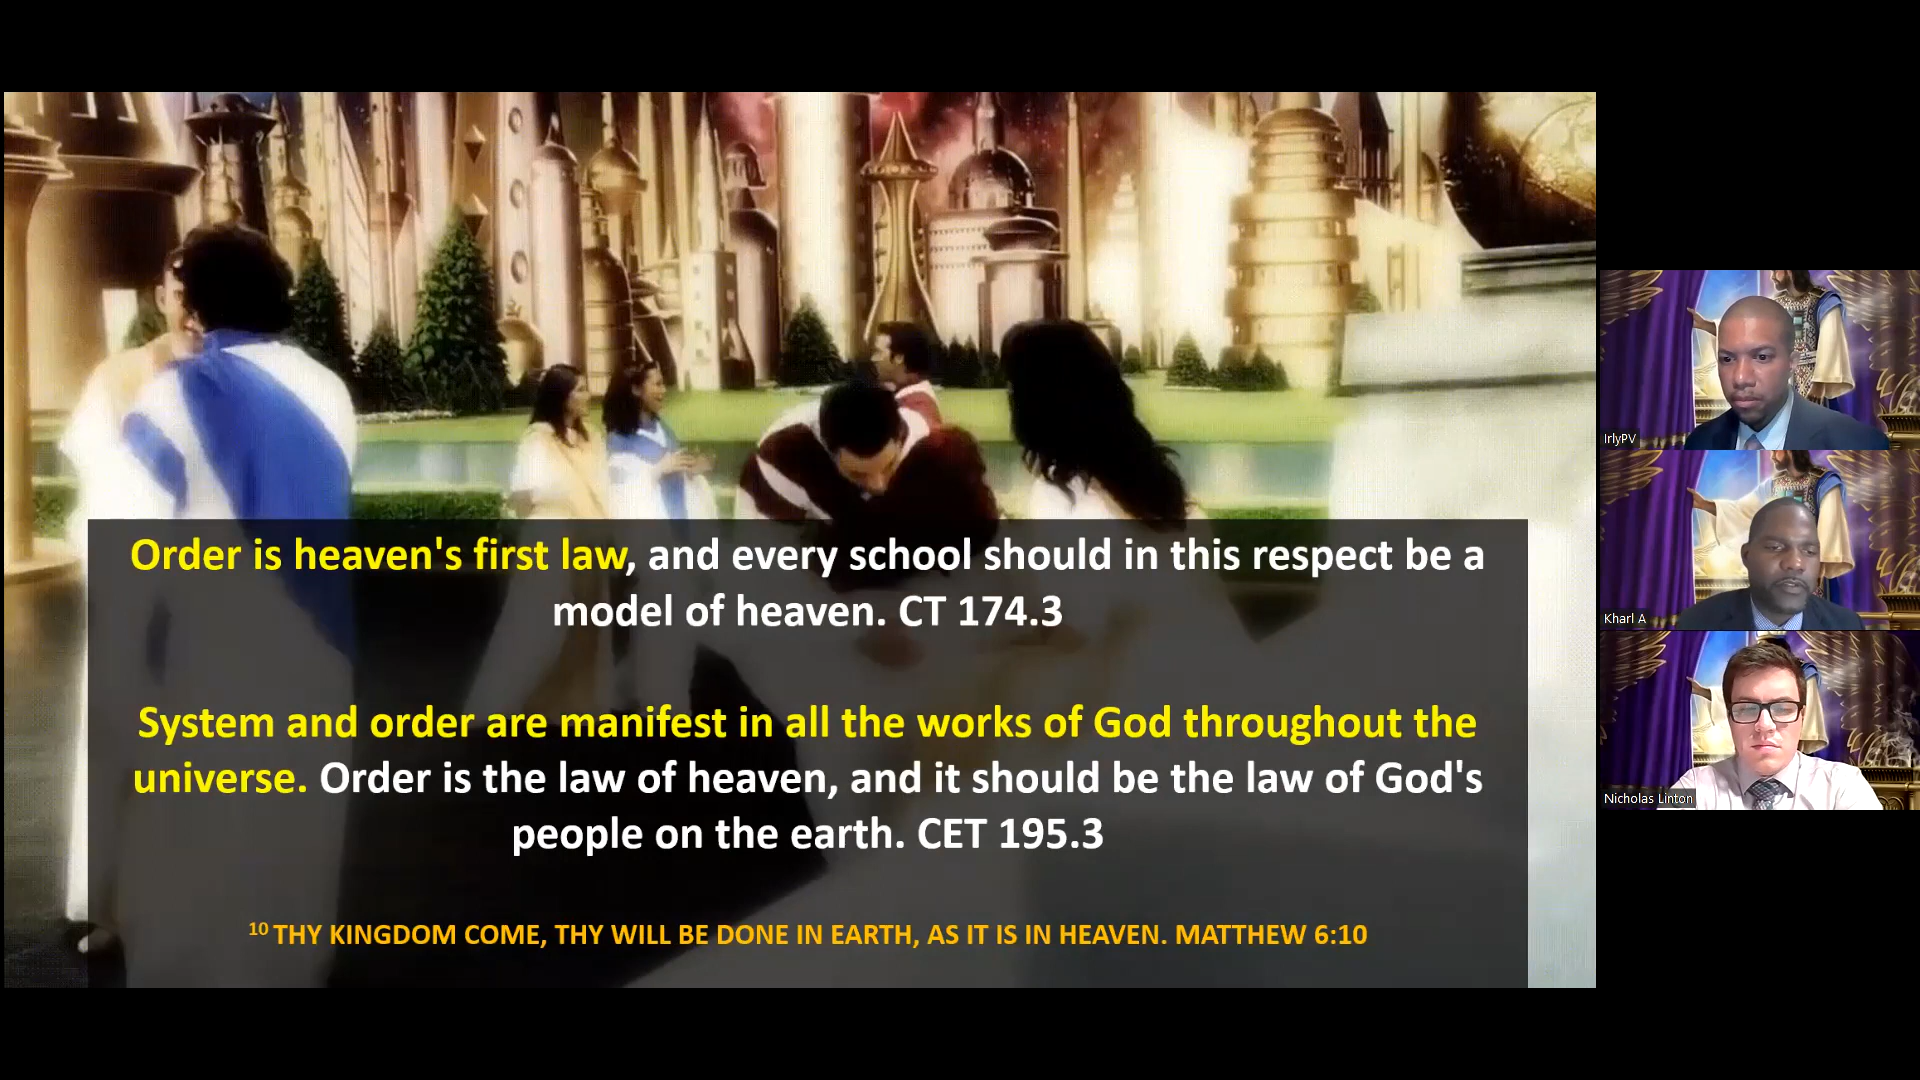 Order is heaven's first law, and every school should in this respect be a
model of heaven. CT 174.3
System and order are manifest in all the works of God throughout the
universe. Order is the law of heaven, and it should be the law of God's
people on the earth. CET 195.3
10 THY KINGDOM COME, THY WILL BE DONE IN EARTH, AS IT IS IN HEAVEN. MATTHEW 6:10
IrlyPV
Kharl A
Nicholas Linton